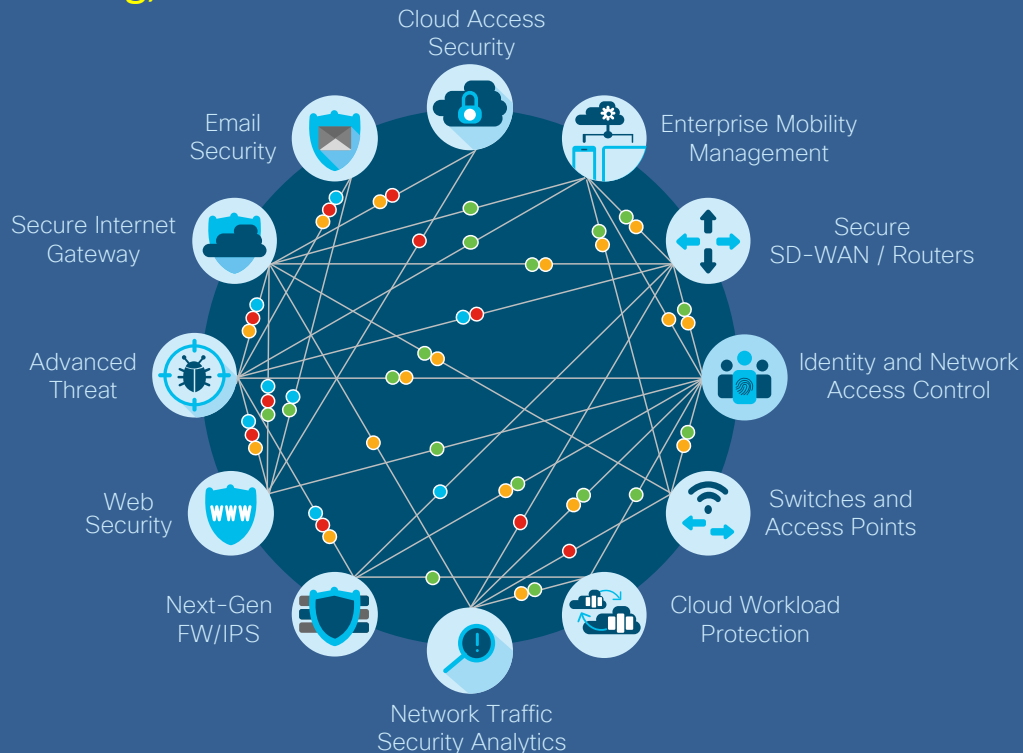 Cloud Access
Security
Email
Security
Enterprise Mobility
Management
Secure Internet
Gateway
Secure
SD-WAN / Routers
Advanced
Threat
Identity and Network
Access Control
Web
Security
WWW
Switches and
Access Points
Next-Gen
FW/IPS
Cloud Workload
Protection
Network Traffic
Security Analytics